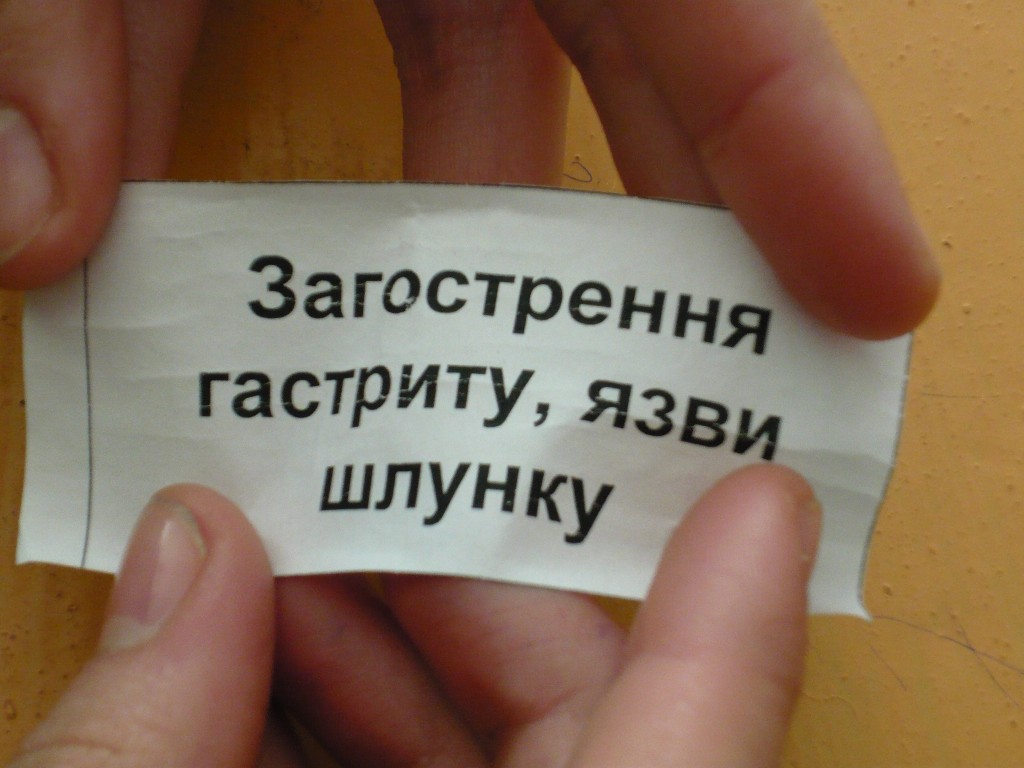 Загострення
гастриту, язви
шлунку